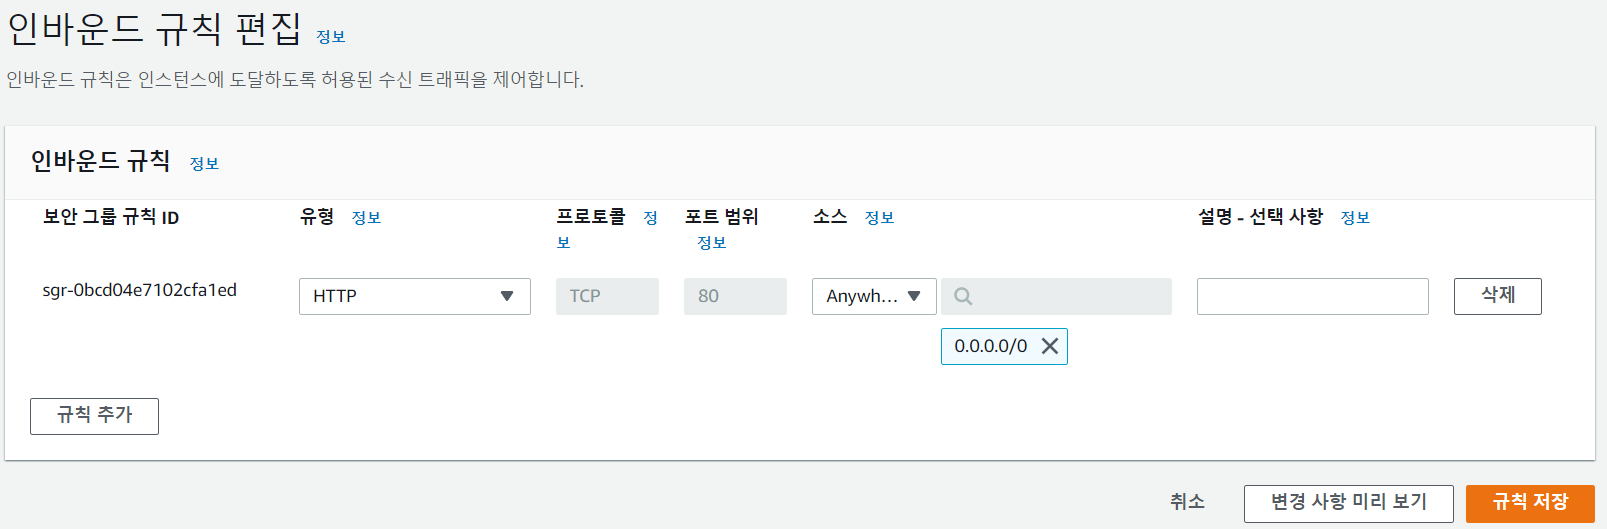 인바운드 규칙 편집 정보
인바운드 규칙은 인스턴스에 도달하도록 허용된 수신 트래픽을 제어합니다.
인바운드 규칙 정보
보안 그룹 규칙 ID 유형 정보 프로토콜 정 포트 범위 소스 정보 설명 - 선택 사항 정보
보 정보
sgr-0bcd04e7102cfa1ed HTTP TCP 80 Anywh... 삭제
0.0.0.0/0
규칙 추가
취소 변경 사항 미리 보기 규칙 저장